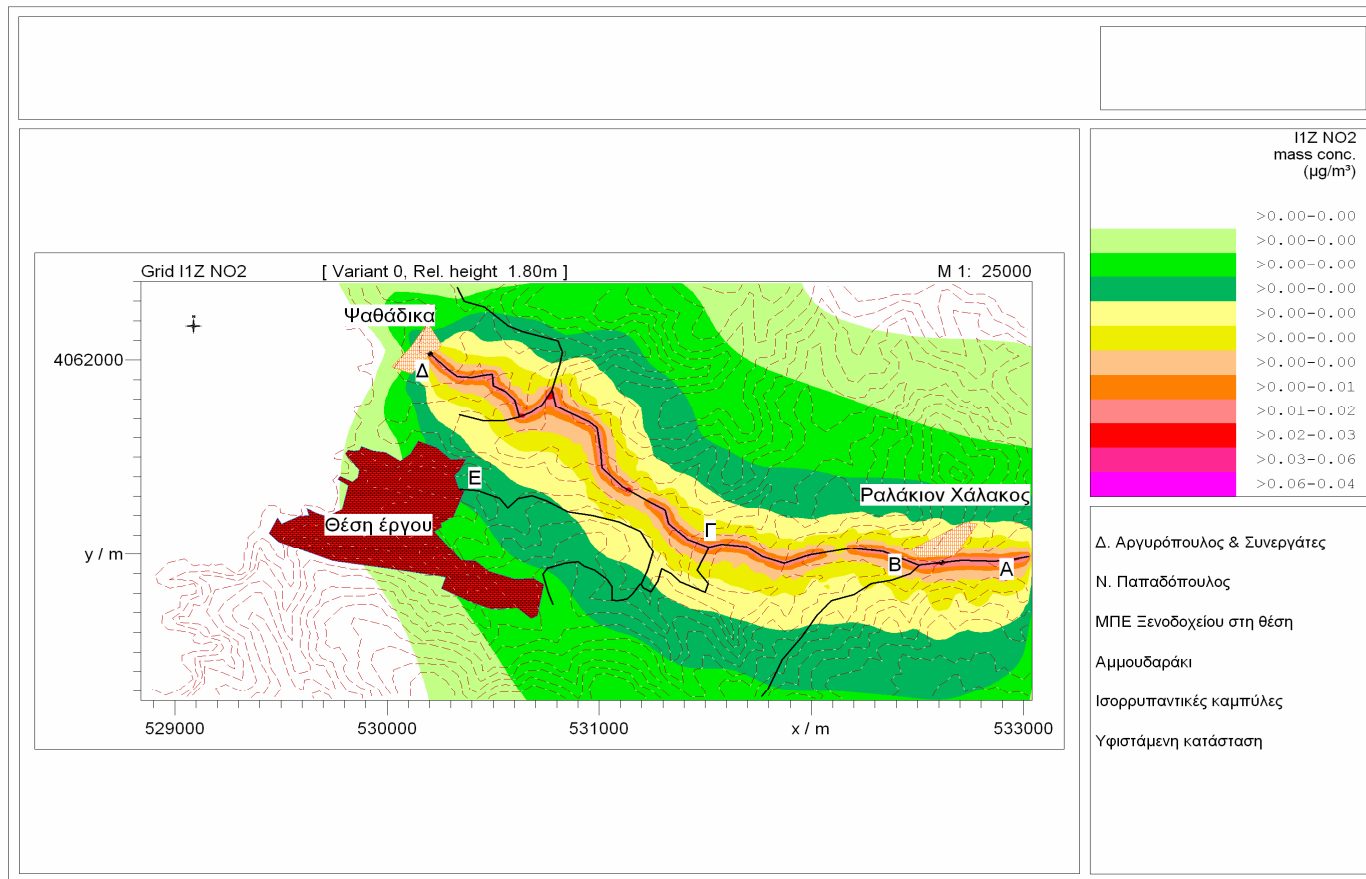 I1Z NO2
mass conc.
(µg/m³)
>0.00-0.00
>0.00-0.00
>0.00-0.00
>0.00-0.00
>0.00-0.00
>0.00-0.00
>0.00-0.00
>0.00-0.01
>0.01-0.02
>0.02-0.03
>0.03-0.06
>0.06-0.04
Grid I1Z NO2 [ Variant 0, Rel. height 1.80m ] M 1: 25000
Ψαθάδικα
4062000
Δ
Ε
Ραλάκιον Χάλακος
Θέση έργου
Γ
y / m
Β
Α
529000 530000 531000 x / m 533000
Δ. Αργυρόπουλος & Συνεργάτες
Ν. Παπαδόπουλος
ΜΠΕ Ξενοδοχείου στη θέση
Αμμουδαράκι
Ισορρυπαντικές καμπύλες
Υφιστάμενη κατάσταση